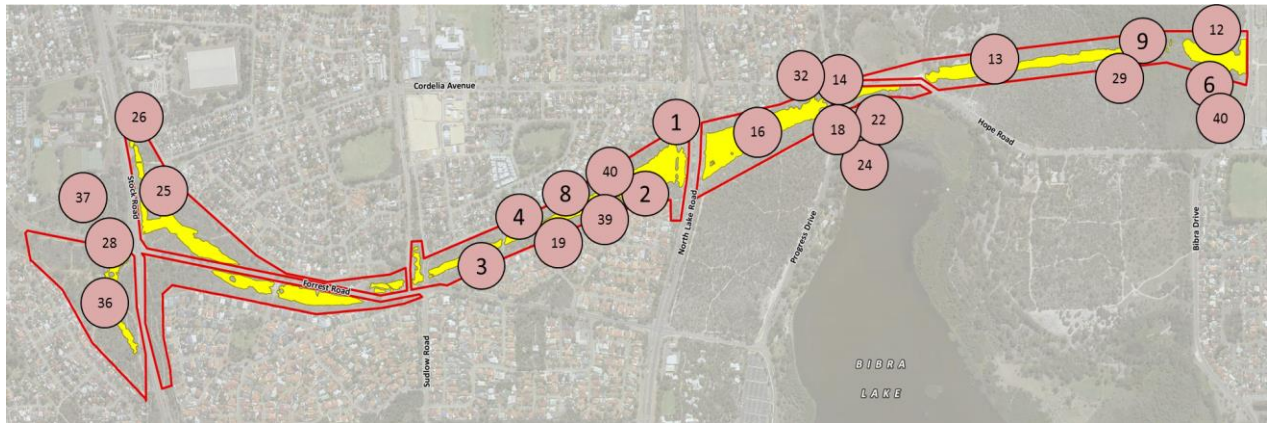 12
9
13
32
14
29
6
Cordelia Avenue
40
26
1
16
18
22
Hope Road
24
40
37
25
Stock Road
8
2
4
39
North Lake Road
Progress Drive
Bibra Drive
28
19
3
36
Forrest Road
Sudlow Road
BIBRA
LAKE